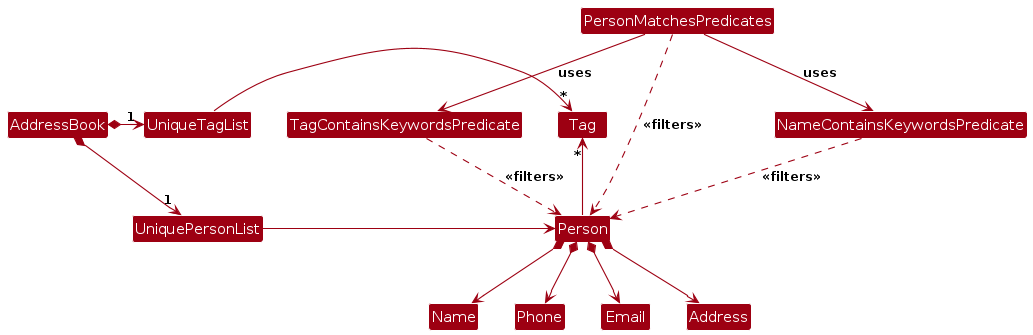 PersonMatchesPredicates
uses
uses
*
1
AddressBook
UniqueTagList
TagContainsKeywordsPredicate
Tag
«filters»
NameContainsKeywordsPredicate
*
«filters»
«filters»
1
UniquePersonList
Person
Name
Phone
Email
Address